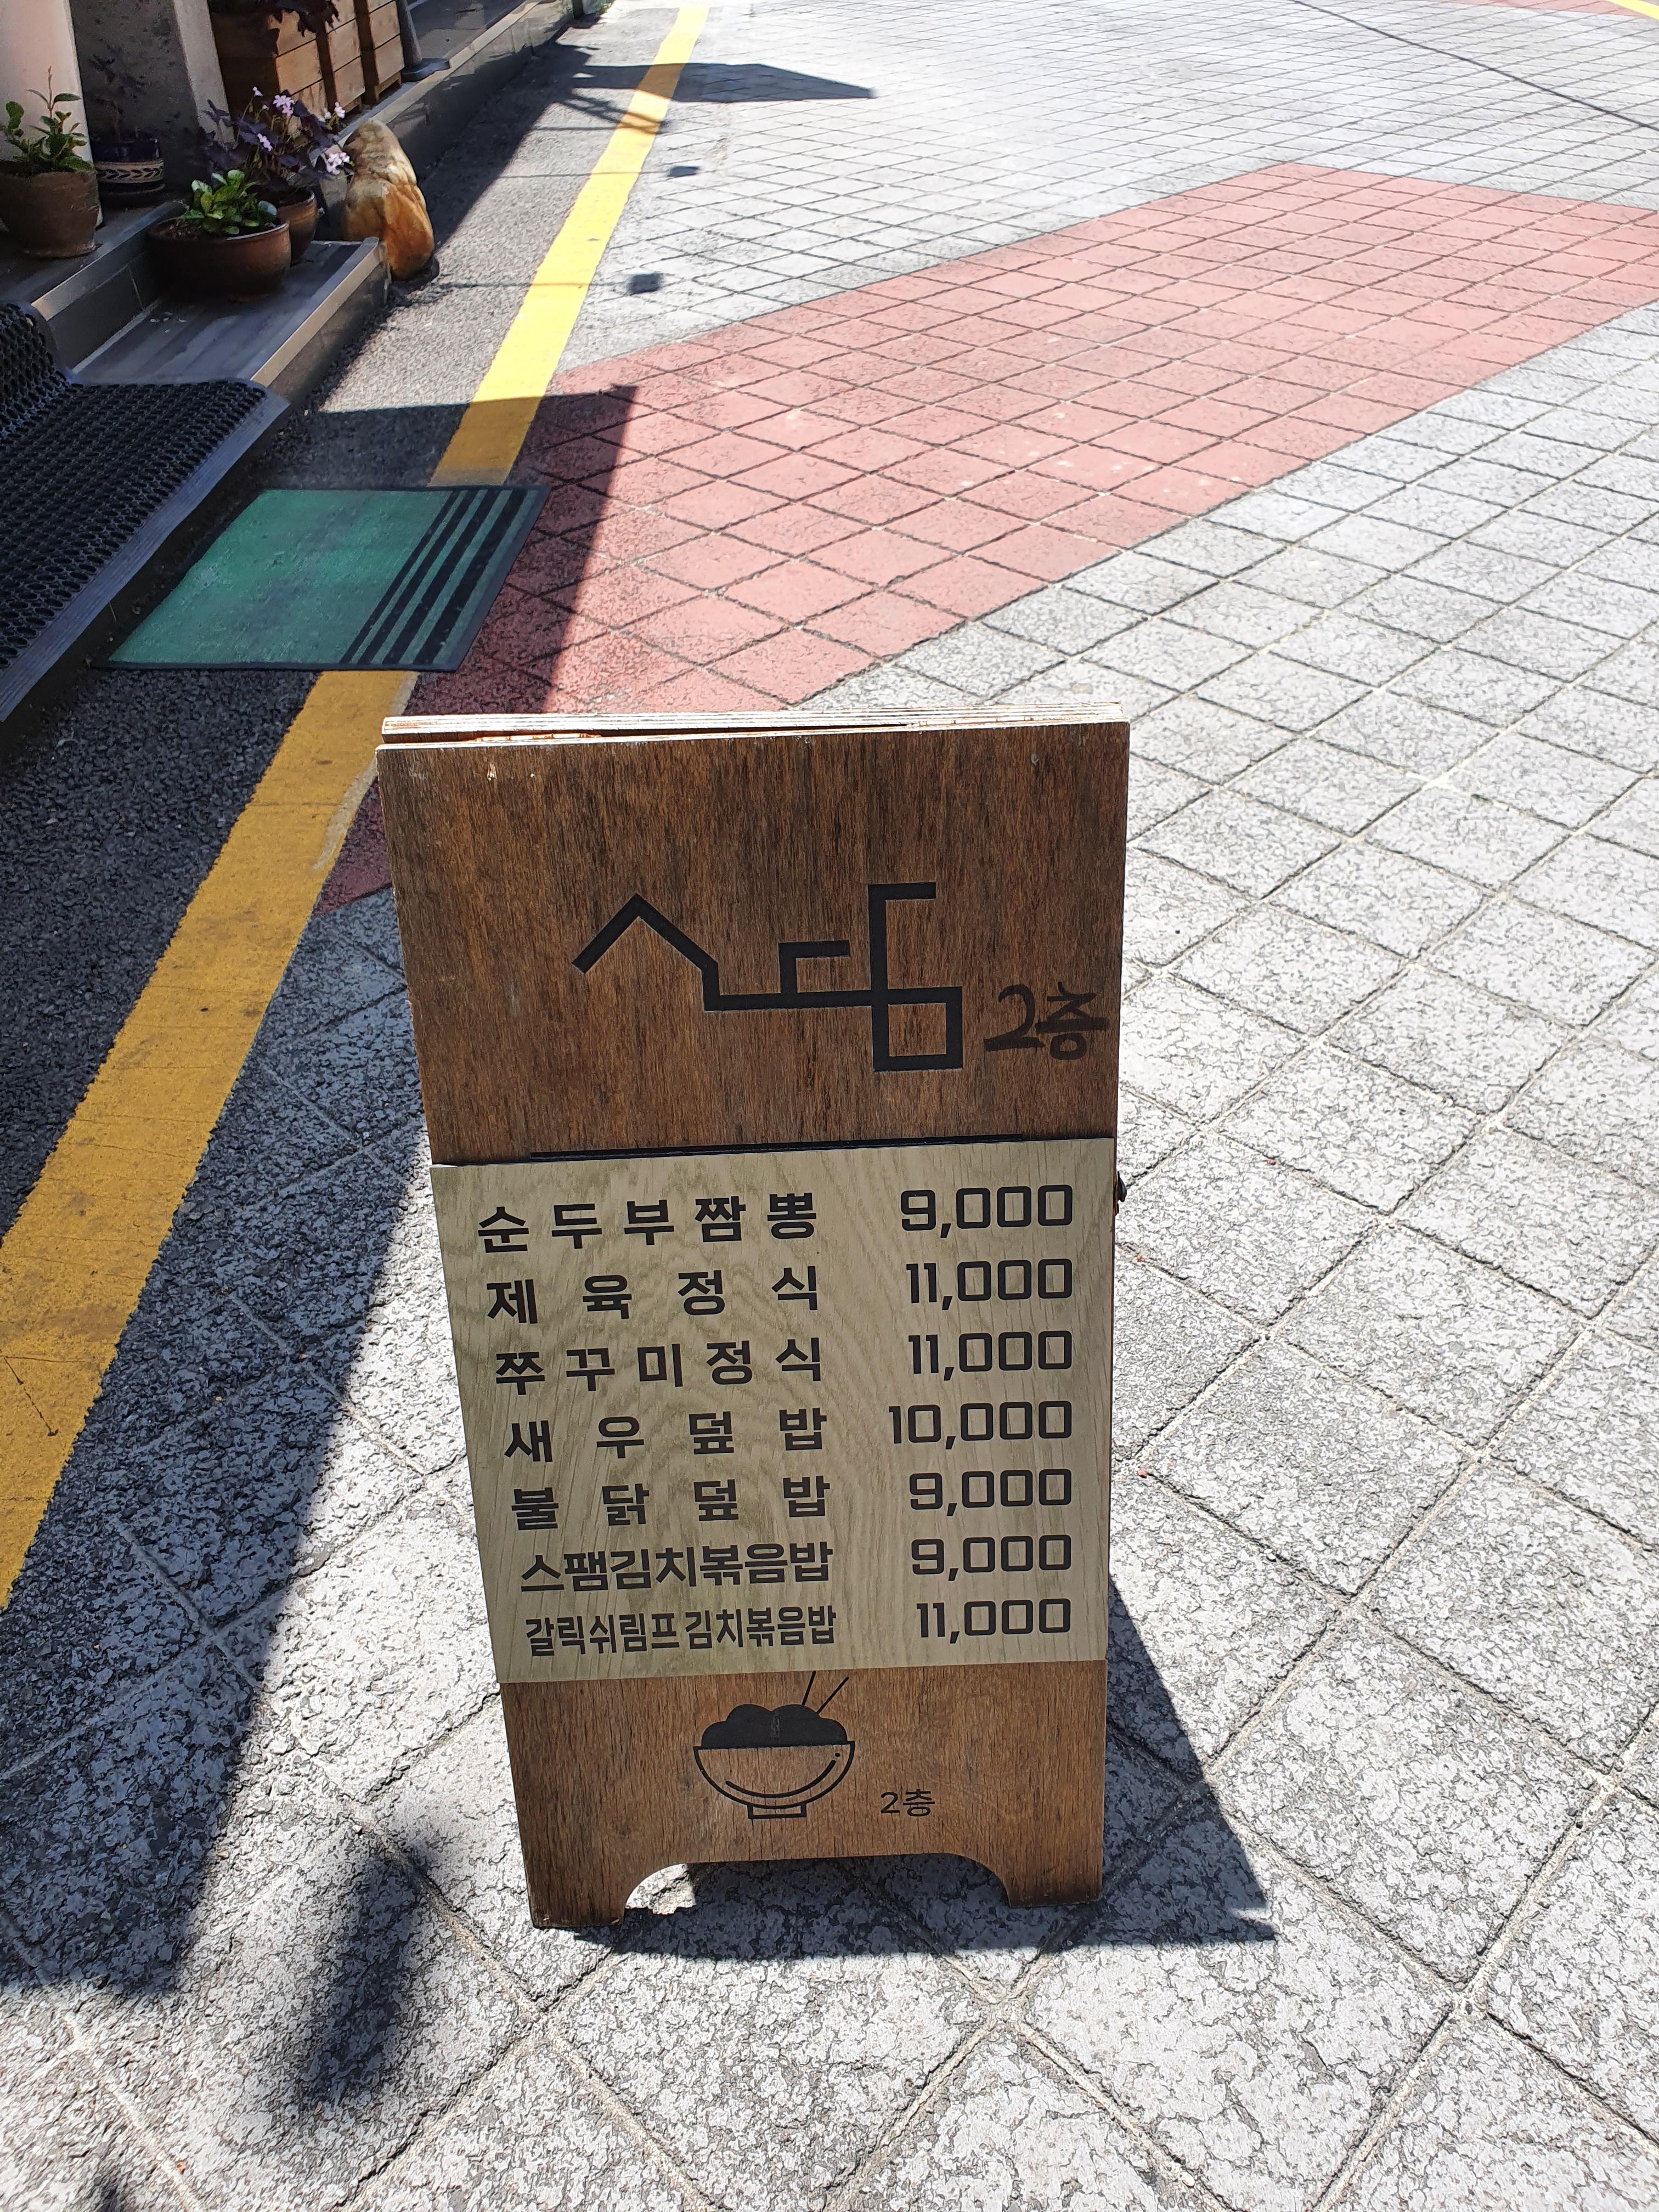 2층
순두부짬뽕 9,000
제육정식 11,000
쭈꾸미정식 11,000
새우덮밥 10,000
불닭덮밥 9,000
스팸김치볶음밥 9,000
갈릭쉬림프김치볶음밥 11,000
2층